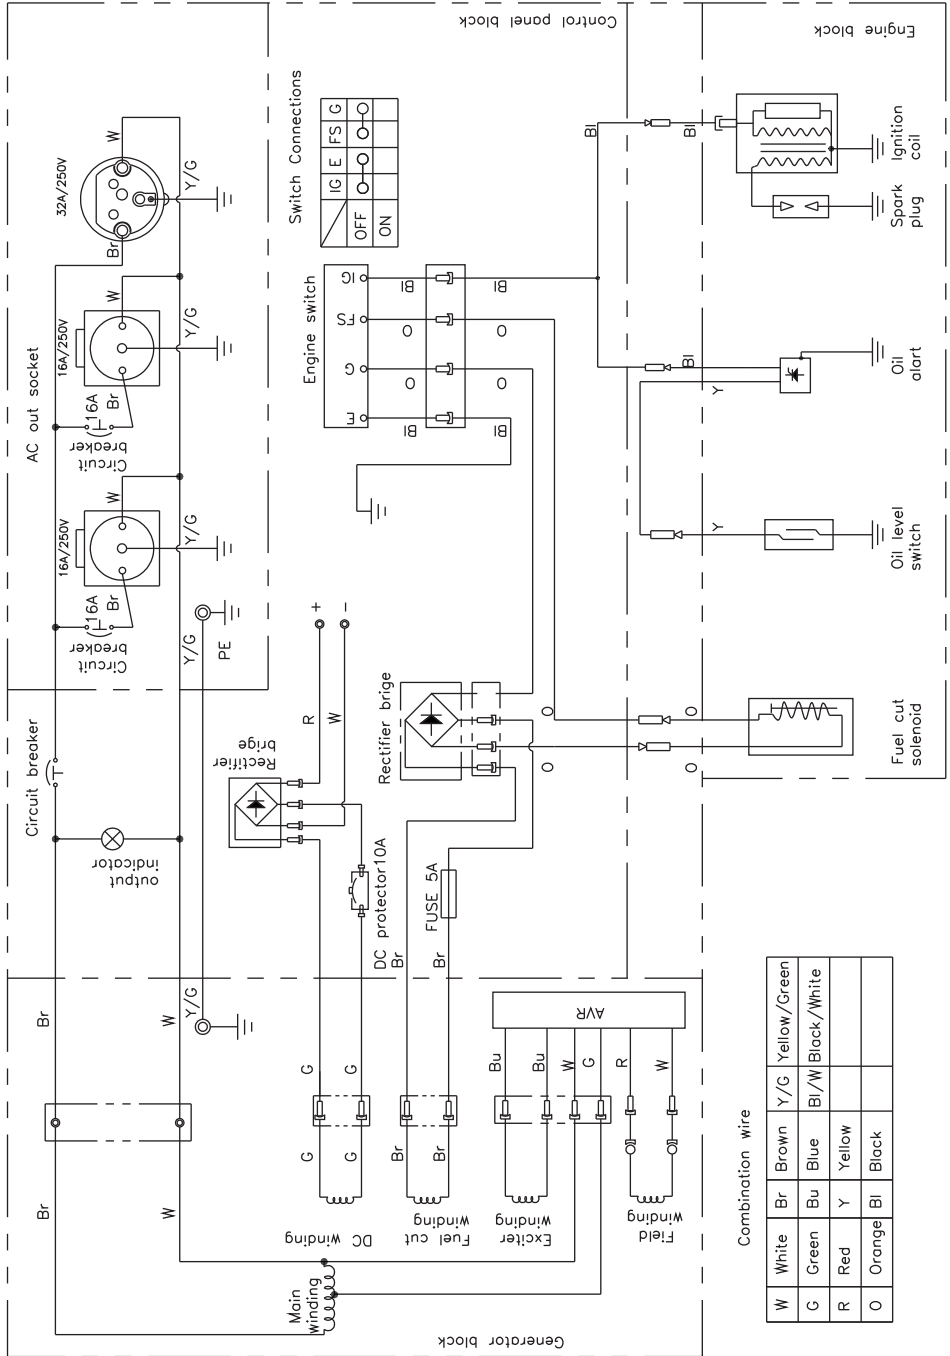 Control panel block
Engine block
Generator block
AC out socket
32A/250V
W
Y/G
Br
16A/250V
W
Y/G
16A
Br
Circuit
breaker
16A/250V
W
Y/G
16A
Br
Circuit
breaker
Y/G
PE
Switch Connections
IG E FS G
OFF
ON
Engine switch
IG
FS
G
E
Bl
O
O
Bl
Bl
O
O
Bl
Bl
Bl
Ignition
coil
Spark
plug
Bl
Y
Oil
alart
Y
Oil level
switch
O
O
O
O
Fuel cut
solenoid
Circuit breaker
output
indicator
Rectifier
brige
R
W
+
-
Rectifier brige
DC protector10A
FUSE 5A
Br
Br
Br
W
Y/G
G
G
AVR
Bu
Bu
W
G
R
W
Br
W
G
G
Br
Br
DC winding
Fuel cut
winding
Exciter
winding
Field
winding
Main
winding
Combination wire
W White Br Brown Y/G Yellow/Green
G Green Bu Blue Bl/W Black/White
R Red Y Yellow
O Orange Bl Black